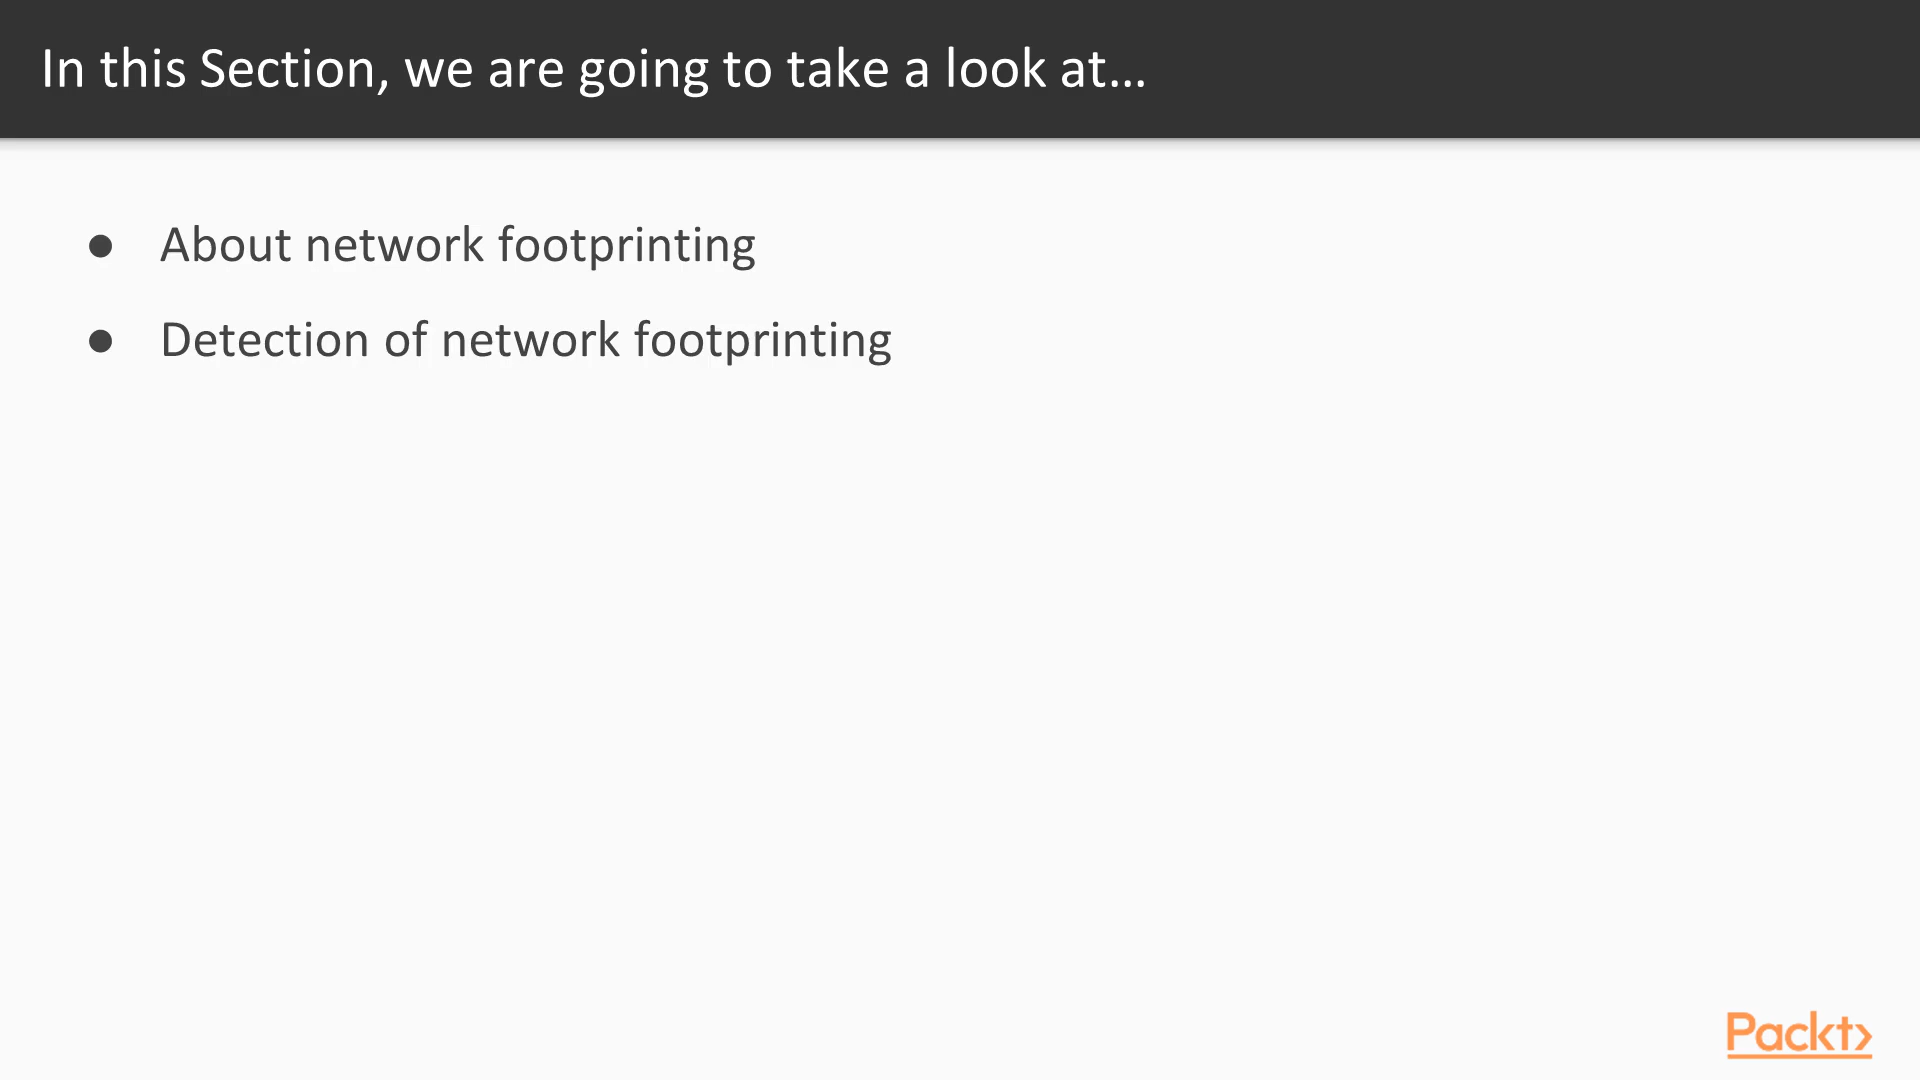 In this Section, we are going to take a look at…
● About network footprinting
● Detection of network footprinting
Packt>